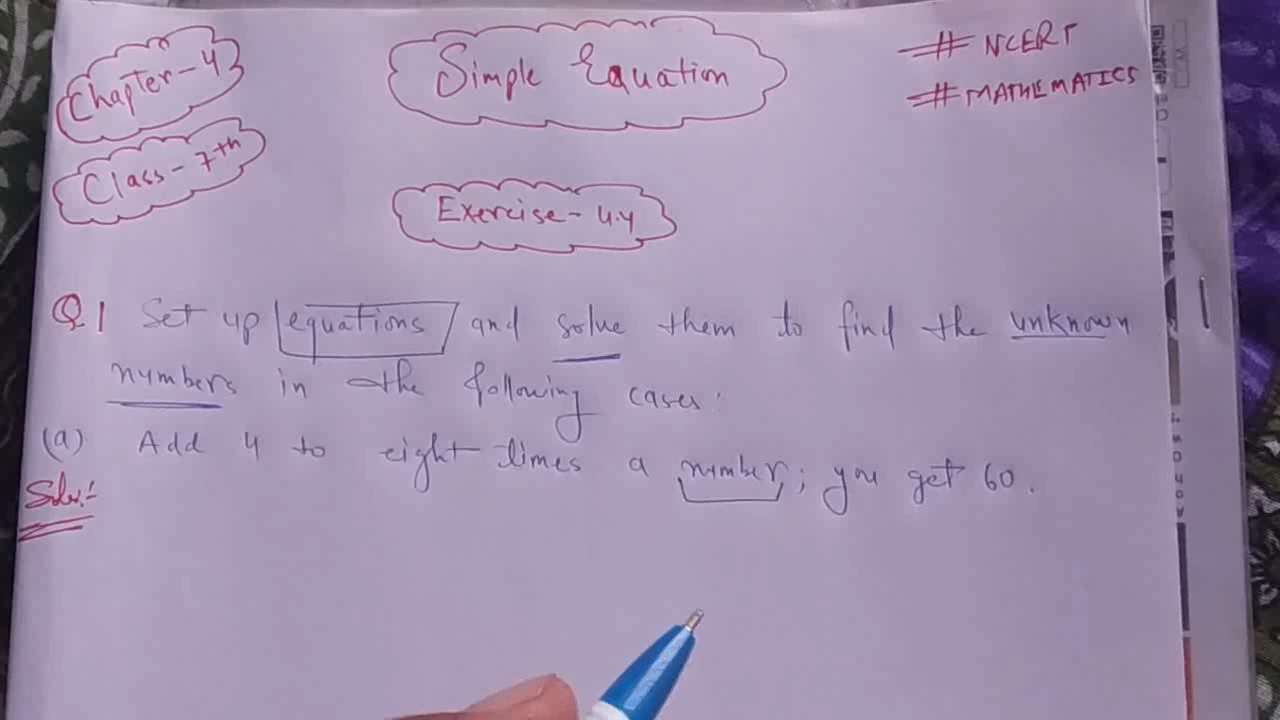 Chapter-4
Simple Equation
# NCERT
# MATHEMATICS
Class-7th
Exercise-4.4
Q1 Set up equations and solve them to find the unknown
numbers in the following cases:
(a) Add 4 to eight times a number; you get 60.
Soln:-